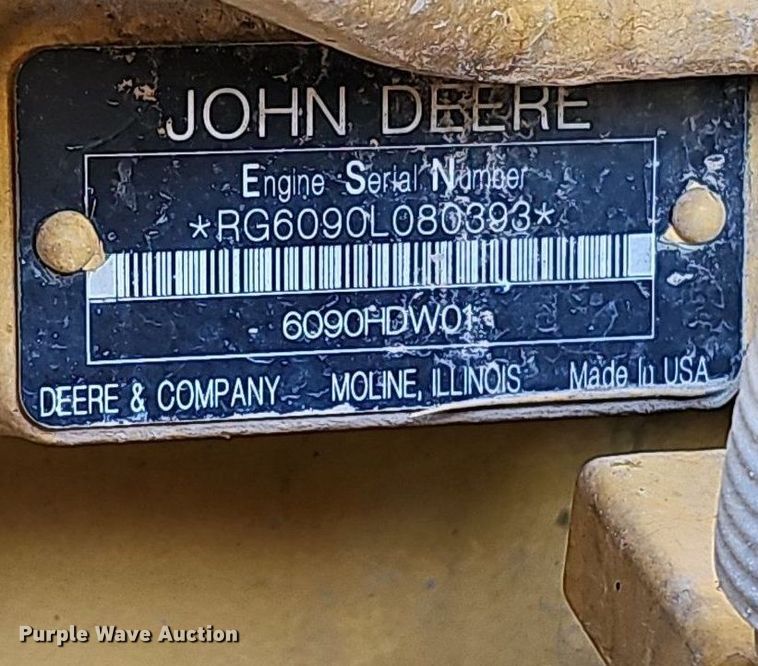 JOHN DEERE
Engine Serial Number
*RG6090L080393*
6090HDW01
DEERE & COMPANY MOLINE, ILLINOIS Made In USA
Purple Wave Auction